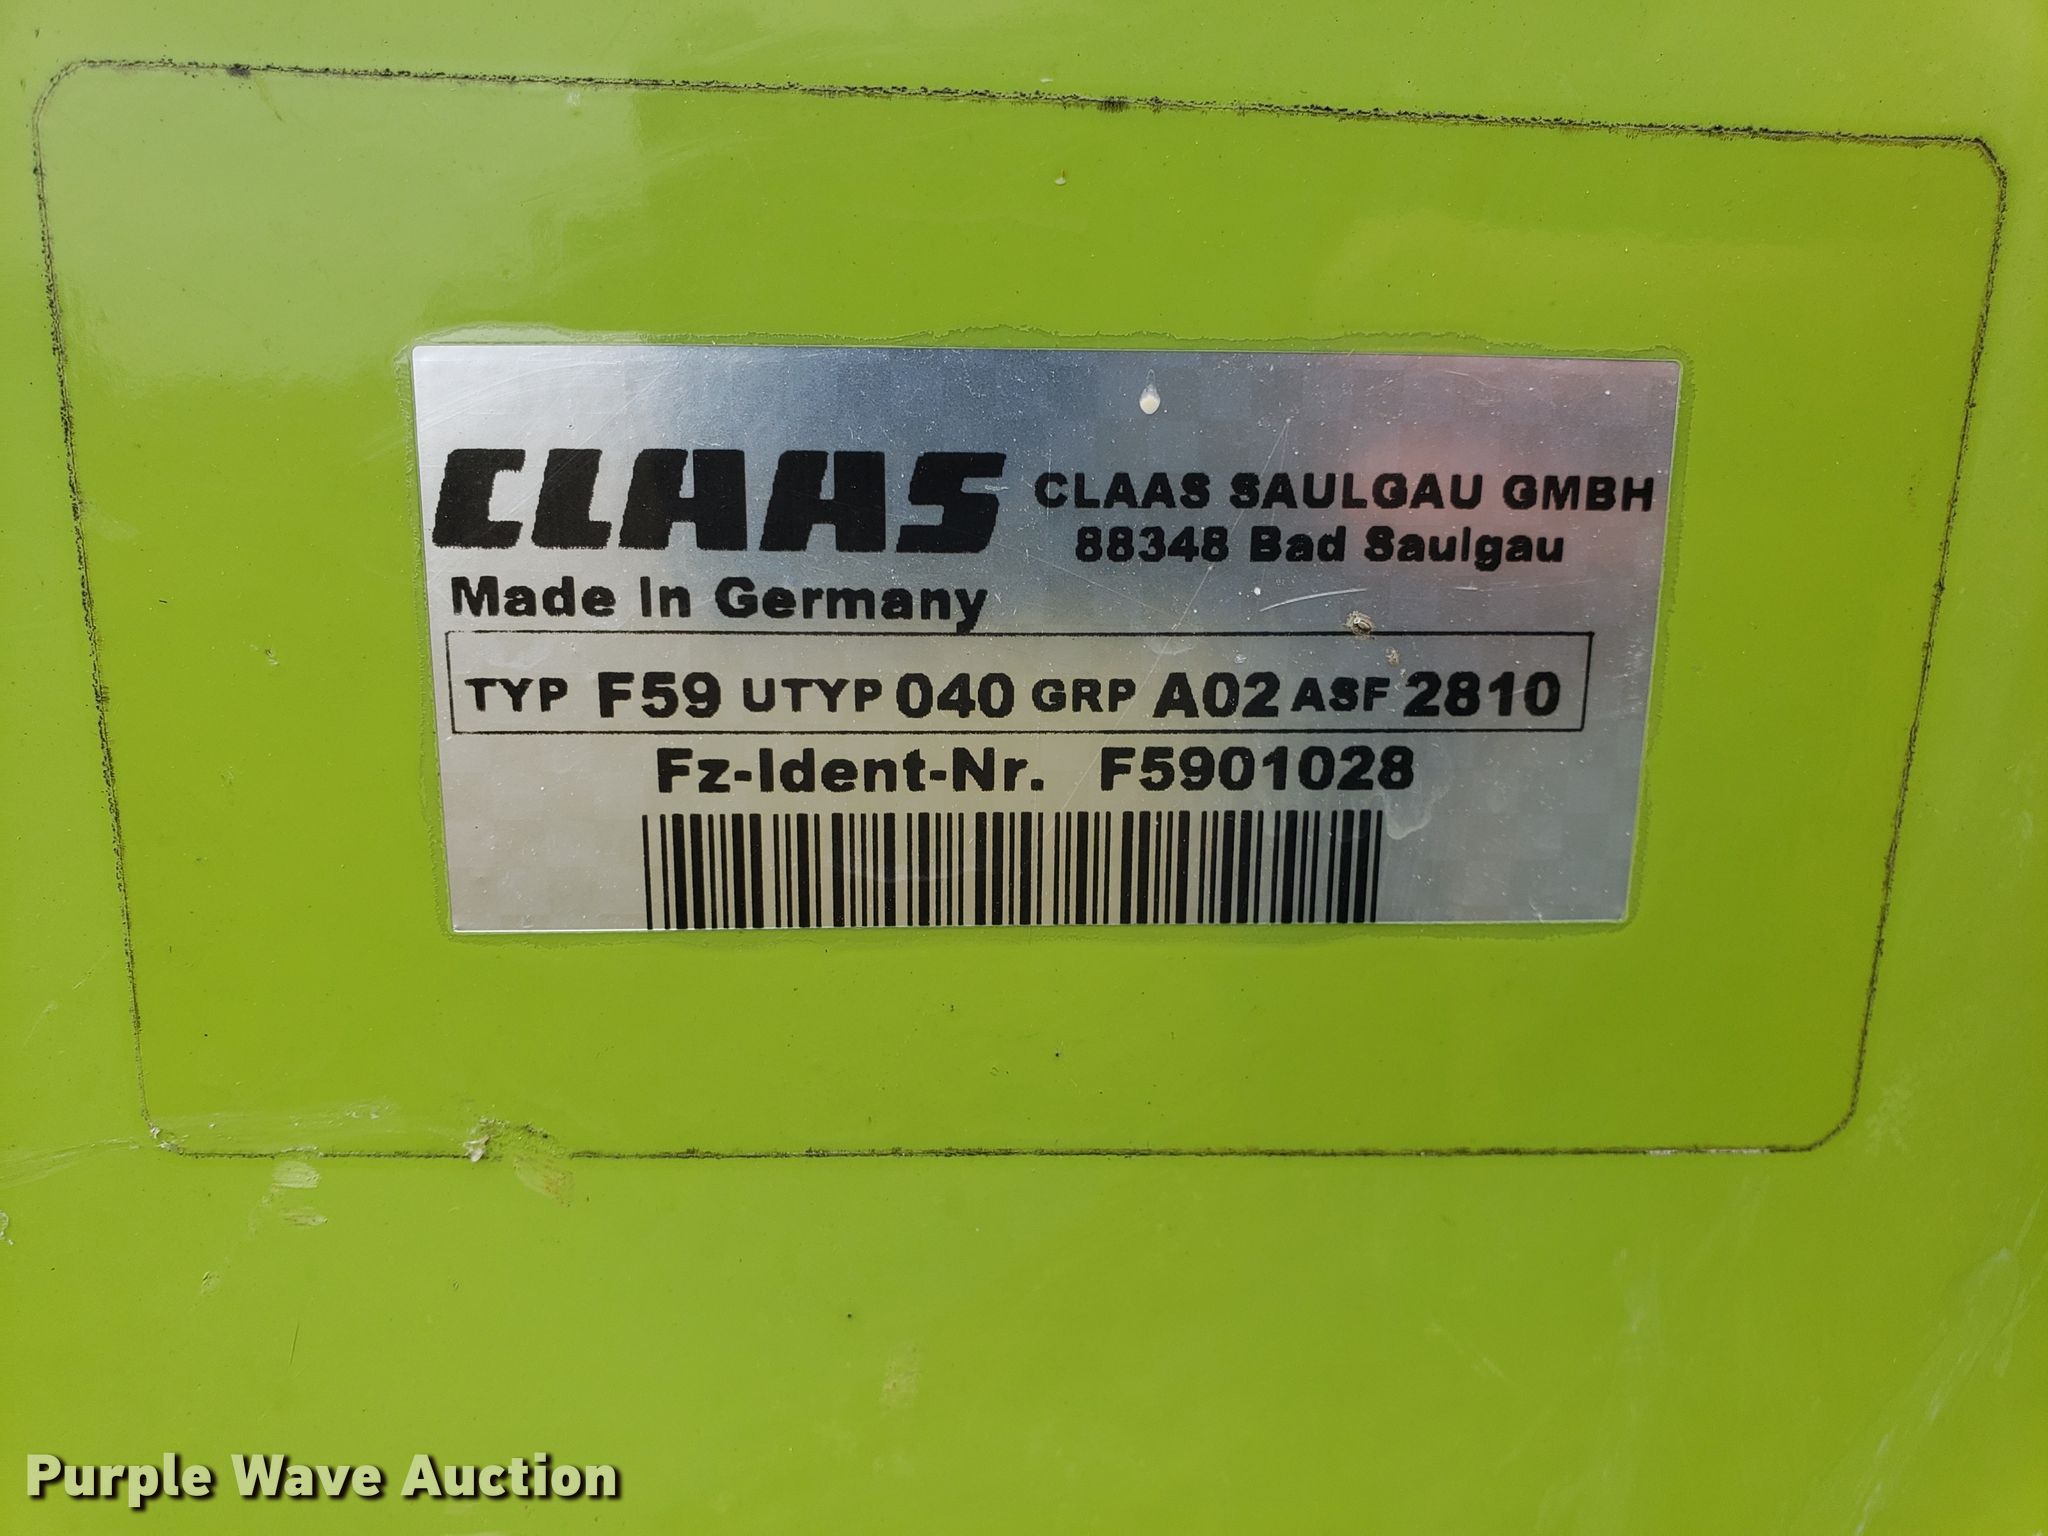 CLAAS
CLAAS SAULGAU GMBH
88348 Bad Saulgau
Made In Germany
TYP F59 UTYP 040 GRP A02 ASF 2810
Fz-Ident-Nr. F5901028
Purple Wave Auction